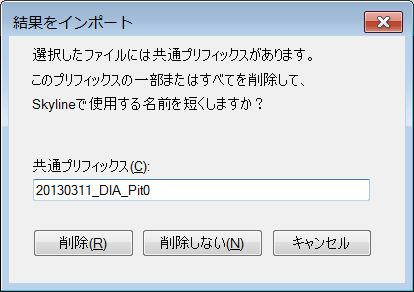 結果をインポート
選択したファイルには共通プリフィックスがあります。
このプリフィックスの一部またはすべてを削除して、
Skylineで使用する名前を短くしますか？
共通プリフィックス(C):
20130311_DIA_Pit0
削除(R)
削除しない(N)
キャンセル